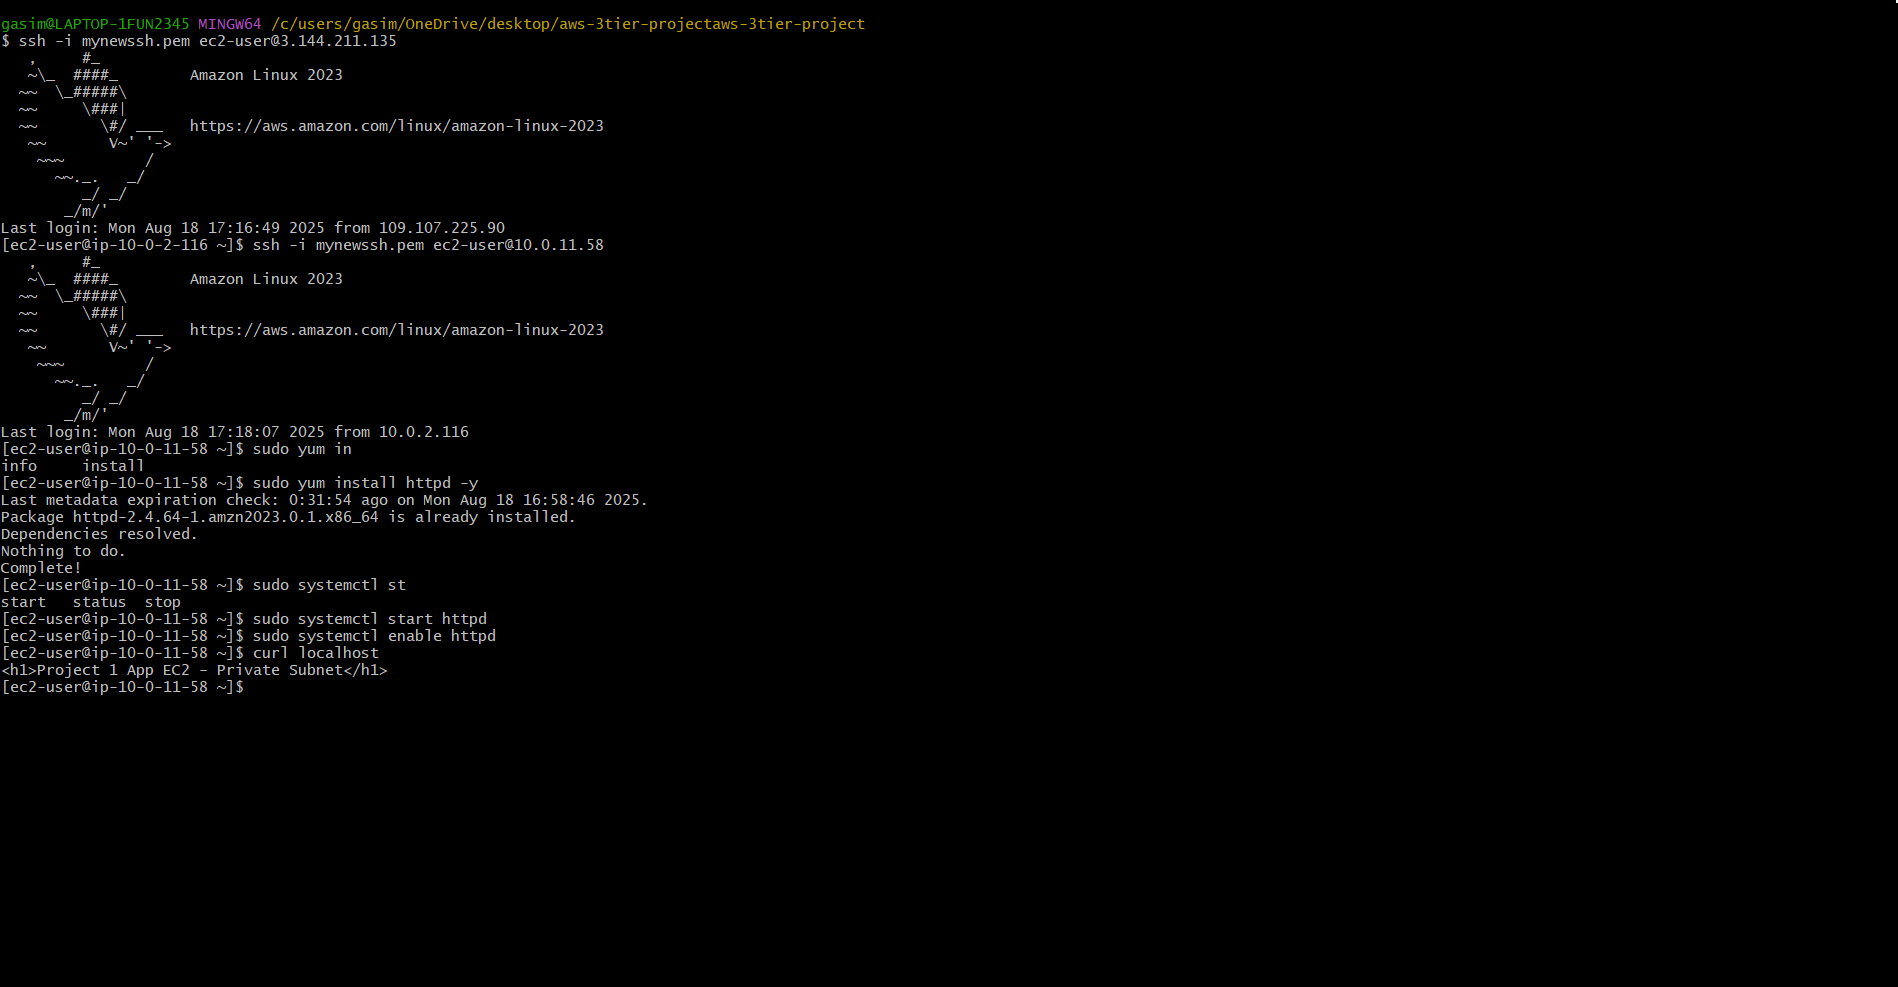 gasim@LAPTOP-1FUN2345 MINGW64 /c/users/gasim/OneDrive/desktop/aws-3tier-projectaws-3tier-project
$ ssh -i mynewssh.pem ec2-user@3.144.211.135
   ,     #_
   ~\_  ####_        Amazon Linux 2023
  ~~  \_#####\
  ~~     \###|
  ~~       \#/ ___   https://aws.amazon.com/linux/amazon-linux-2023
   ~~       V~' '->
    ~~~         /
      ~~._.   _/
         _/ _/
       _/m/'
Last login: Mon Aug 18 17:16:49 2025 from 109.107.225.90
[ec2-user@ip-10-0-2-116 ~]$ ssh -i mynewssh.pem ec2-user@10.0.11.58
   ,     #_
   ~\_  ####_        Amazon Linux 2023
  ~~  \_#####\
  ~~     \###|
  ~~       \#/ ___   https://aws.amazon.com/linux/amazon-linux-2023
   ~~       V~' '->
    ~~~         /
      ~~._.   _/
         _/ _/
       _/m/'
Last login: Mon Aug 18 17:18:07 2025 from 10.0.2.116
[ec2-user@ip-10-0-11-58 ~]$ sudo yum in
info     install
[ec2-user@ip-10-0-11-58 ~]$ sudo yum install httpd -y
Last metadata expiration check: 0:31:54 ago on Mon Aug 18 16:58:46 2025.
Package httpd-2.4.64-1.amzn2023.0.1.x86_64 is already installed.
Dependencies resolved.
Nothing to do.
Complete!
[ec2-user@ip-10-0-11-58 ~]$ sudo systemctl st
start   status  stop
[ec2-user@ip-10-0-11-58 ~]$ sudo systemctl start httpd
[ec2-user@ip-10-0-11-58 ~]$ sudo systemctl enable httpd
[ec2-user@ip-10-0-11-58 ~]$ curl localhost
<h1>Project 1 App EC2 - Private Subnet</h1>
[ec2-user@ip-10-0-11-58 ~]$